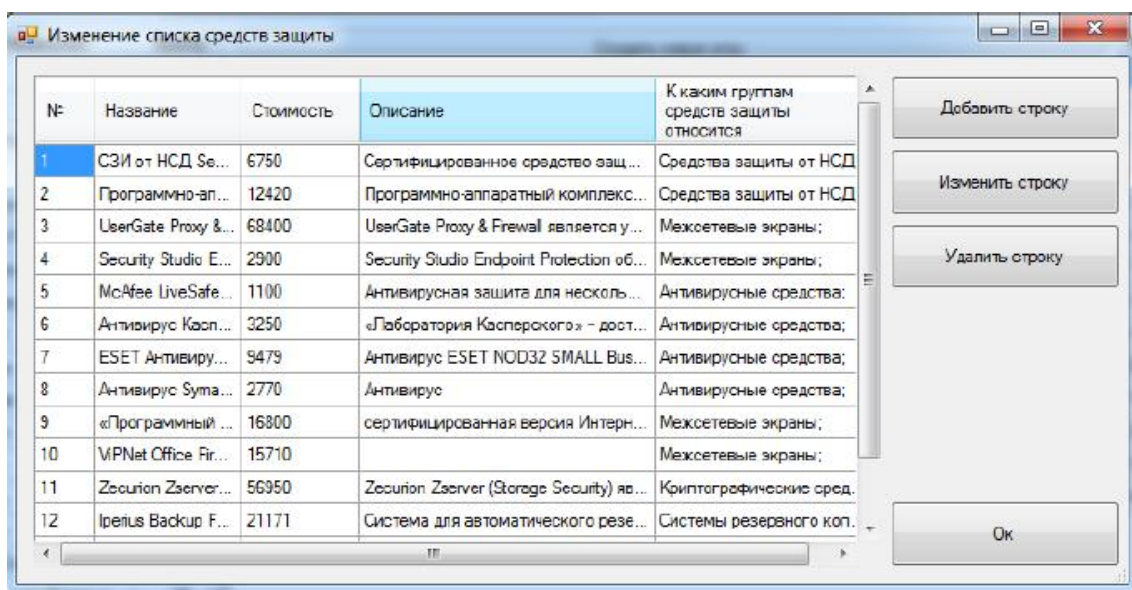 Изменение списка средств защиты
№ Название Стоимость Описание К каким группам средств защиты относится
1 СЗИ от НСД Se... 6750 Сертифицированное средство защ... Средства защиты от НСД
2 Программно-ап... 12420 Программно-аппаратный комплекс... Средства защиты от НСД
3 UserGate Proxy &... 68400 UserGate Proxy & Firewall является у... Межсетевые экраны;
4 Security Studio E... 2900 Security Studio Endpoint Protection об... Межсетевые экраны;
5 McAfee LiveSafe... 1100 Антивирусная защита для несколь... Антивирусные средства;
6 Антивирус Касп... 3250 «Лаборатория Касперского» – дост... Антивирусные средства;
7 ESET Антивиру... 9479 Антивирус ESET NOD32 SMALL Bus... Антивирусные средства;
8 Антивирус Syma... 2770 Антивирус Антивирусные средства;
9 «Программный ... 16800 сертифицированная версия Интерн... Межсетевые экраны;
10 ViPNet Office Fir... 15710 Межсетевые экраны;
11 Zecurion Zserver... 56950 Zecurion Zserver (Storage Security) яв... Криптографические сред.
12 Iperius Backup F... 21171 Система для автоматического резе... Системы резервного коп.
Добавить строку
Изменить строку
Удалить строку
Ок